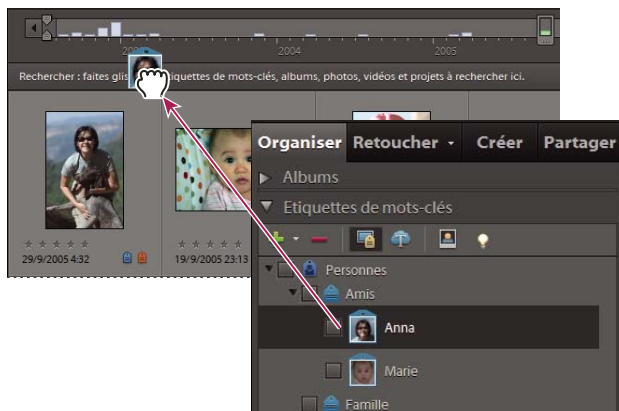 2004
2005
Rechercher : faites glis étiquettes de mots-clés, albums, photos, vidéos et projets à rechercher ici.
29/9/2005 4:32
19/9/2005 23:13
Organiser Retoucher Créer Partager
Albums
Etiquettes de mots-clés
Personnes
Amis
Anna
Marie
Famille